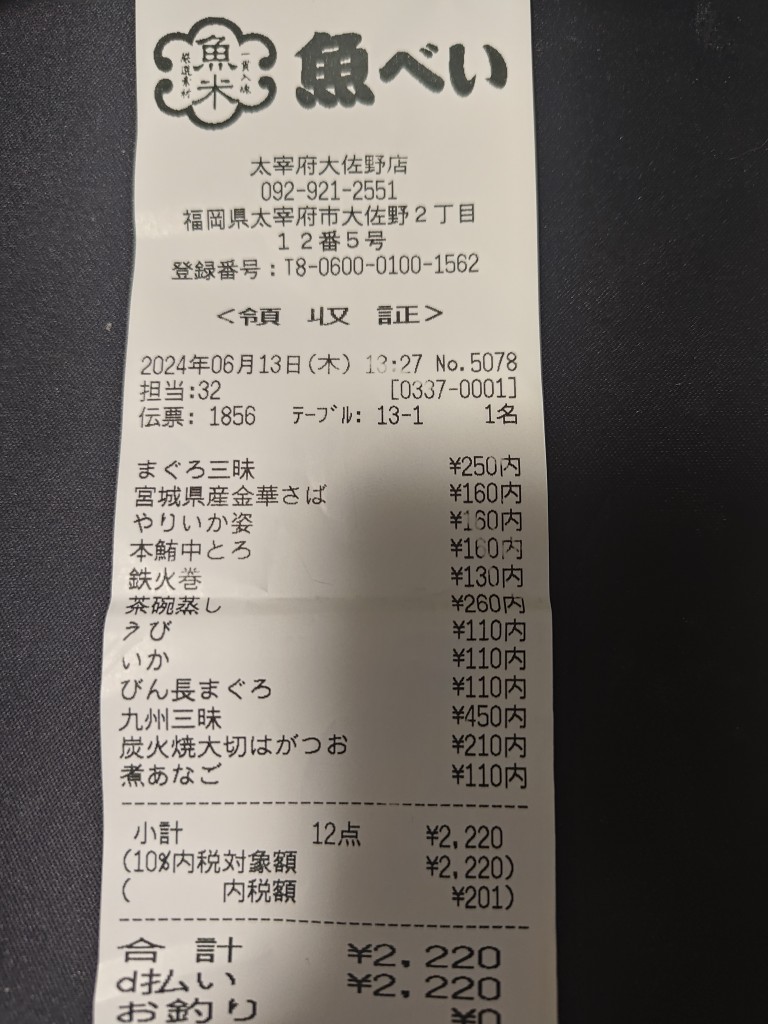 魚米
一貫入魂
厳選素材
魚べい
太宰府大佐野店
092-921-2551
福岡県太宰府市大佐野2丁目
12番5号
登録番号:T8-0600-0100-1562
<領 収 証>
2024年06月13日(木) 13:27 No.5078
担当:32 [0337-0001]
伝票: 1856 テーブル: 13-1 1名
まぐろ三昧 ¥250内
宮城県産金華さば ¥160内
やりいか姿 ¥160内
本鮪中とろ ¥160内
鉄火巻 ¥130内
茶碗蒸し ¥260内
えび ¥110内
いか ¥110内
びん長まぐろ ¥110内
九州三昧 ¥450内
炭火焼大切はがつお ¥210内
煮あなご ¥110内
小計 12点 ¥2,220
(10%内税対象額 ¥2,220)
( 内税額 ¥201)
合 計 ¥2,220
d払い ¥2,220
お釣り ¥0